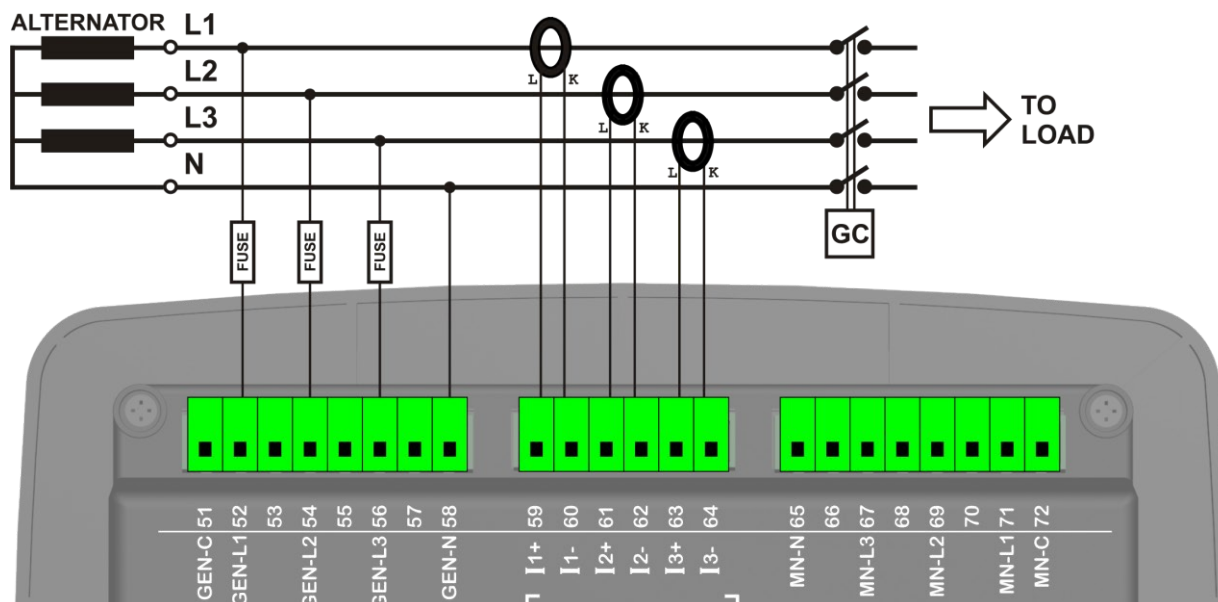 ALTERNATOR
L1
L2
L3
N
L K
L K
L K
TO
LOAD
GC
FUSE
FUSE
FUSE
GEN-C 51
GEN-L1 52
53
GEN-L2 54
55
GEN-L3 56
57
GEN-N 58
I1+ 59
I1- 60
I2+ 61
I2- 62
I3+ 63
I3- 64
MN-N 65
66
MN-L3 67
68
MN-L2 69
70
MN-L1 71
MN-C 72